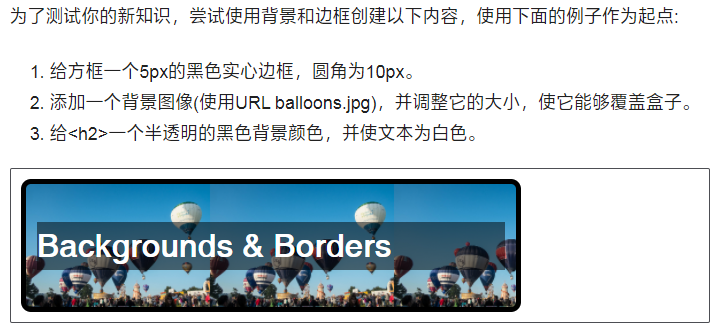 为了测试你的新知识，尝试使用背景和边框创建以下内容，使用下面的例子作为起点:
1. 给方框一个5px的黑色实心边框，圆角为10px。
2. 添加一个背景图像(使用URL balloons.jpg)，并调整它的大小，使它能够覆盖盒子。
3. 给<h2>一个半透明的黑色背景颜色，并使文本为白色。
Backgrounds & Borders